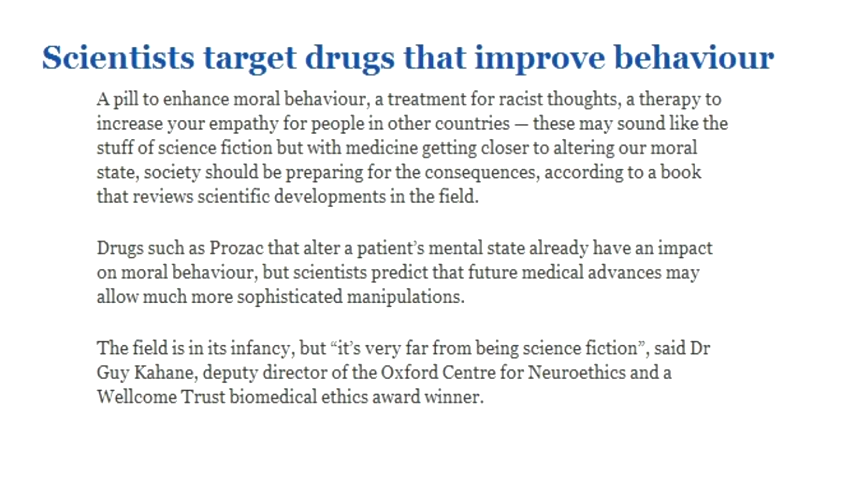 Scientists target drugs that improve behaviour
A pill to enhance moral behaviour, a treatment for racist thoughts, a therapy to
increase your empathy for people in other countries — these may sound like the
stuff of science fiction but with medicine getting closer to altering our moral
state, society should be preparing for the consequences, according to a book
that reviews scientific developments in the field.
Drugs such as Prozac that alter a patient's mental state already have an impact
on moral behaviour, but scientists predict that future medical advances may
allow much more sophisticated manipulations.
The field is in its infancy, but “it's very far from being science fiction”, said Dr
Guy Kahane, deputy director of the Oxford Centre for Neuroethics and a
Wellcome Trust biomedical ethics award winner.